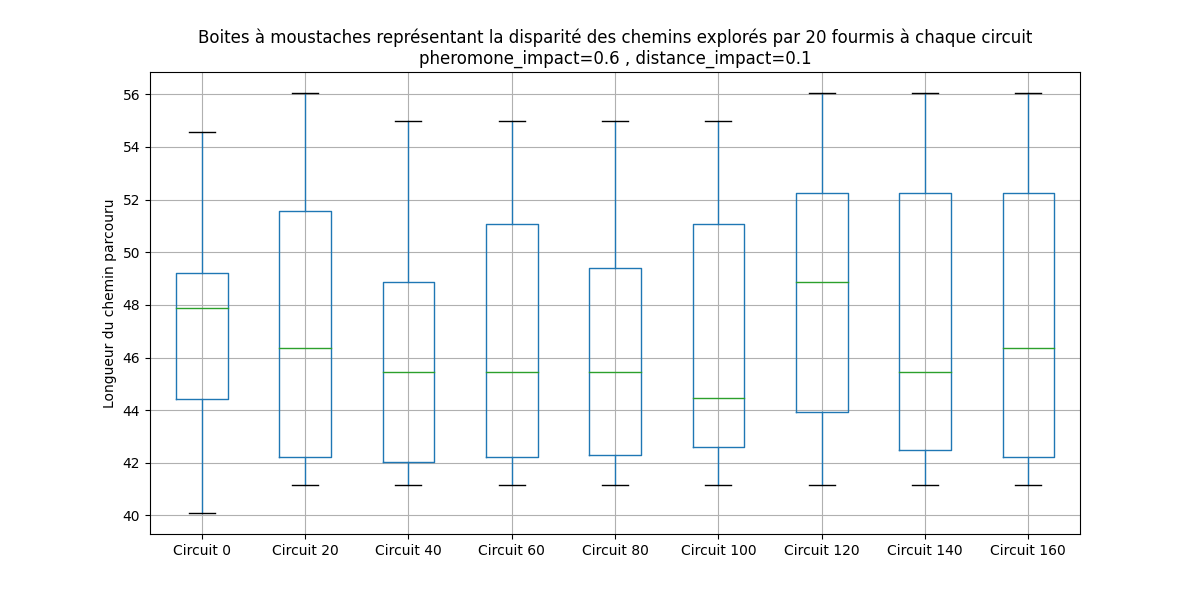 Boites à moustaches représentant la disparité des chemins explorés par 20 fourmis à chaque circuit
pheromone_impact=0.6 , distance_impact=0.1
Longueur du chemin parcouru
56
54
52
50
48
46
44
42
40
Circuit 0 Circuit 20 Circuit 40 Circuit 60 Circuit 80 Circuit 100 Circuit 120 Circuit 140 Circuit 160